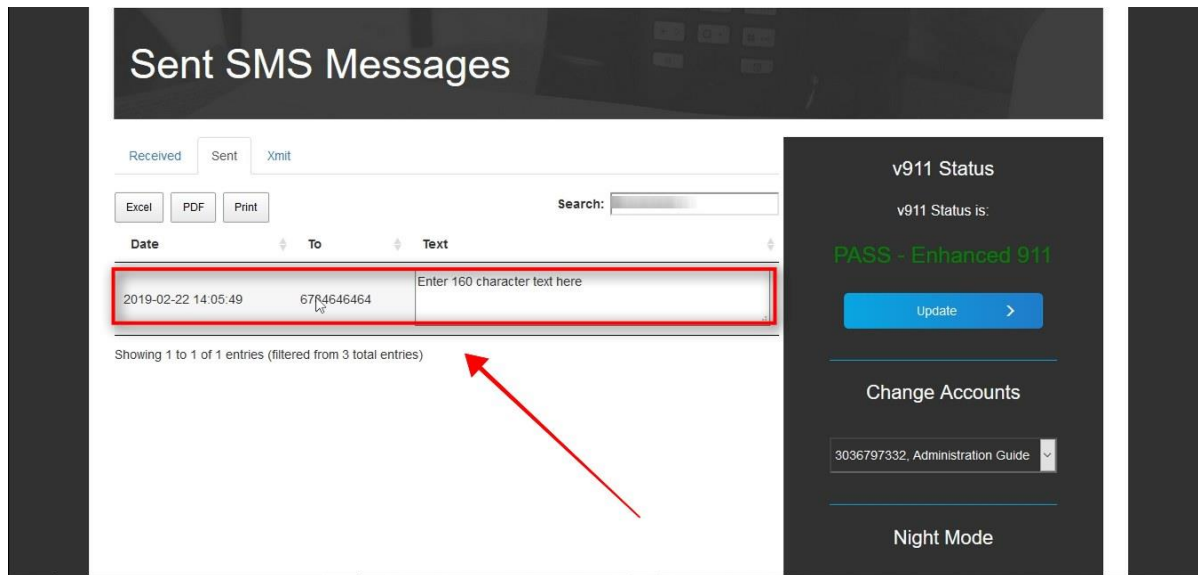 Sent SMS Messages
Received Sent Xmit
Excel PDF Print
Search:
Date To Text
2019-02-22 14:05:49 6784646464 Enter 160 character text here
Showing 1 to 1 of 1 entries (filtered from 3 total entries)
v911 Status
v911 Status is:
PASS - Enhanced 911
Update
Change Accounts
3036797332, Administration Guide
Night Mode